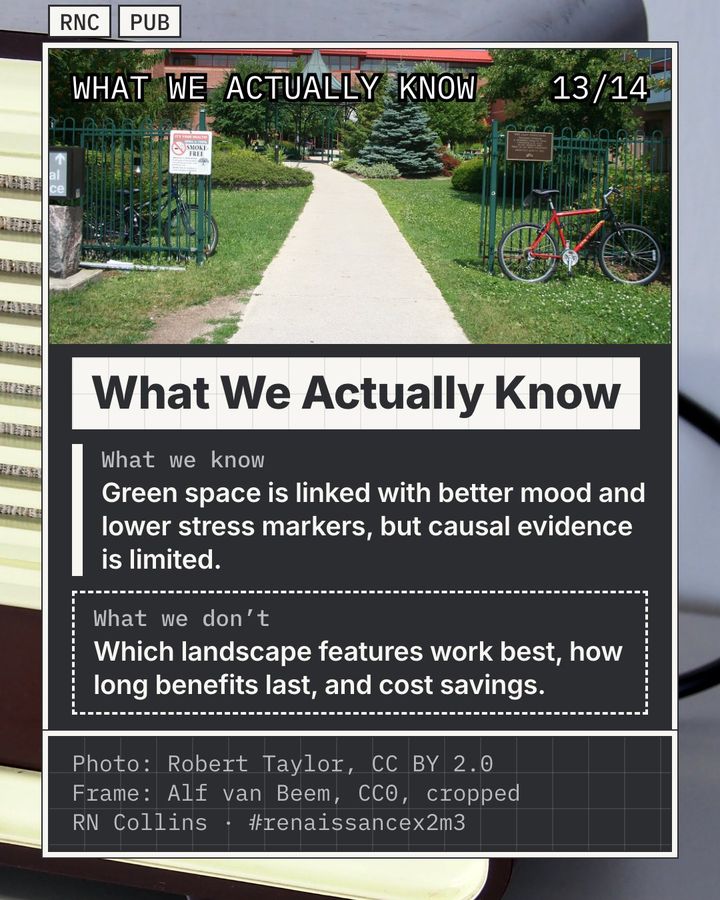 RNC PUB
WHAT WE ACTUALLY KNOW 13/14
SMOKE-
FREE
al
ce
What We Actually Know
What we know
Green space is linked with better mood and
lower stress markers, but causal evidence
is limited.
What we don’t
Which landscape features work best, how
long benefits last, and cost savings.
Photo: Robert Taylor, CC BY 2.0
Frame: Alf van Beem, CC0, cropped
RN Collins · #renaissancex2m3